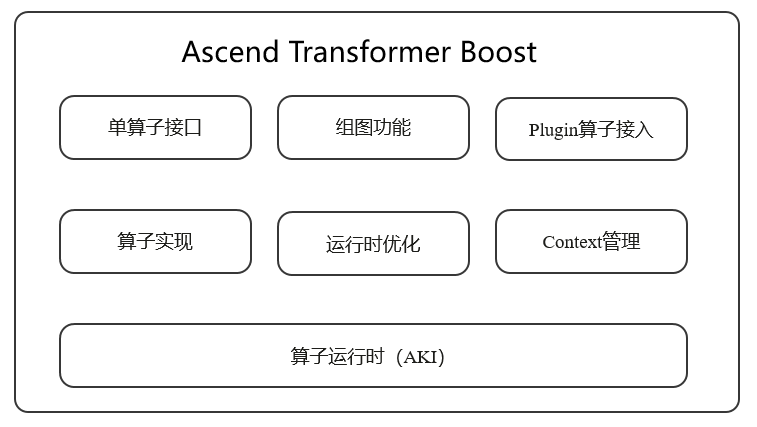 Ascend Transformer Boost
单算子接口
组图功能
Plugin算子接入
算子实现
运行时优化
Context管理
算子运行时（AKI）